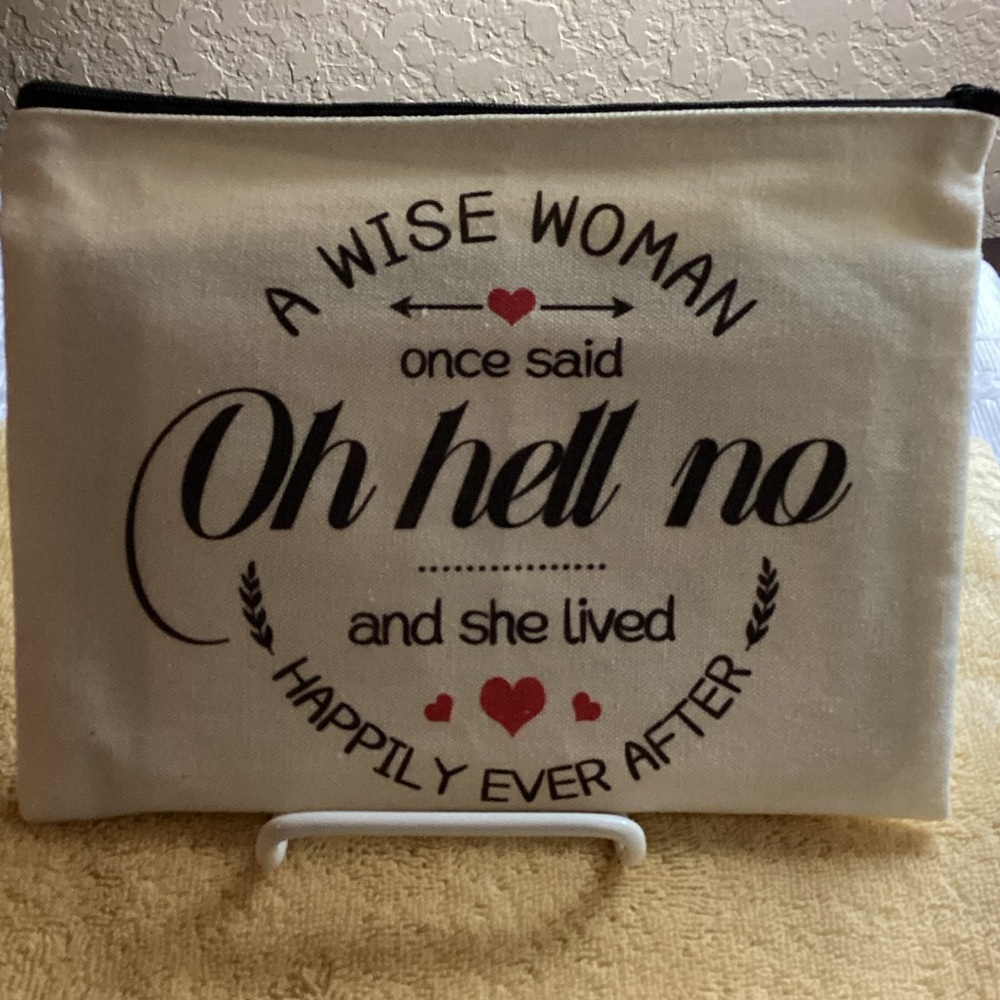 A WISE WOMAN
once said
Oh hell no
and she lived
HAPPILY EVER AFTER